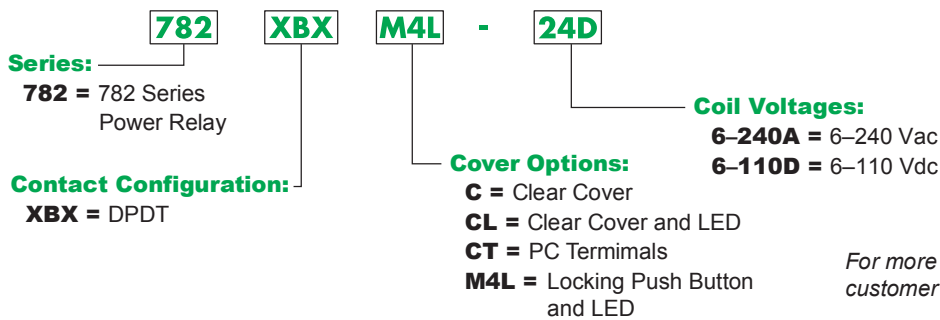 782 XBX M4L - 24D
Series:
782 = 782 Series
Power Relay
Contact Configuration:
XBX = DPDT
Cover Options:
C = Clear Cover
CL = Clear Cover and LED
CT = PC Termimals
M4L = Locking Push Button
and LED
Coil Voltages:
6–240A = 6–240 Vac
6–110D = 6–110 Vdc
For more
customer